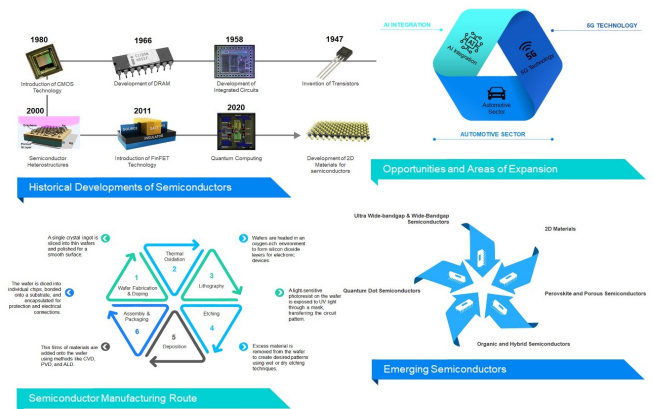 1980
1966
1958
1947
Introduction of CMOS
Technology
Development of DRAM
Development of
Integrated Circuits
Invention of Transistors
2000
2011
2020
SOURCE
GATE
INSULATOR
Semiconductor
Heterostructures
Introduction of FinFET
Technology
Quantum Computing
Development of 2D
Materials for
semiconductors
Historical Developments of Semiconductors
AI INTEGRATION
5G TECHNOLOGY
AI
AI Integration
5G
5G Technology
Automotive
Sector
AUTOMOTIVE SECTOR
Opportunities and Areas of Expansion
A single crystal ingot is
sliced into thin wafers
and polished for a
smooth surface.
Wafers are heated in an
oxygen-rich environment
to form silicon dioxide
layers for electronic
devices.
The wafer is diced into
individual chips, bonded
onto a substrate, and
encapsulated for
protection and electrical
connections.
A light-sensitive
photoresist on the wafer
is exposed to UV light
through a mask,
transferring the circuit
pattern.
Thin films of materials are
added onto the wafer
using methods like CVD,
PVD, and ALD.
Excess material is
removed from the wafer
to create desired patterns
using wet or dry etching
techniques.
1
Wafer Fabrication
& Doping
Thermal
Oxidation
2
3
Lithography
Etching
4
5
Deposition
Assembly &
Packaging
6
Semiconductor Manufacturing Route
Ultra Wide-bandgap & Wide-Bandgap
Semiconductors
2D Materials
Quantum Dot Semiconductors
Perovskite and Porous Semiconductors
Organic and Hybrid Semiconductors
Emerging Semiconductors